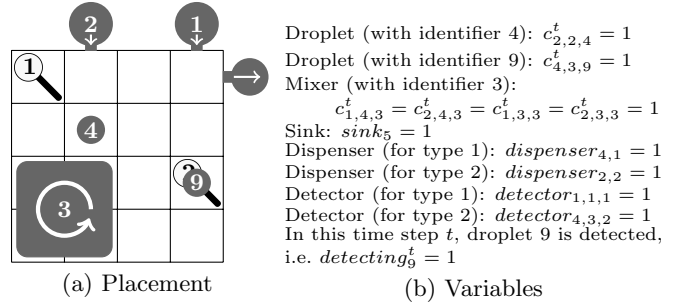 2
1
1
→
4
9
3
(a) Placement
Droplet (with identifier 4): c^t_{2,2,4} = 1
Droplet (with identifier 9): c^t_{4,3,9} = 1
Mixer (with identifier 3):
c^t_{1,4,3} = c^t_{2,4,3} = c^t_{1,3,3} = c^t_{2,3,3} = 1
Sink: sink_5 = 1
Dispenser (for type 1): dispenser_{4,1} = 1
Dispenser (for type 2): dispenser_{2,2} = 1
Detector (for type 1): detector_{1,1,1} = 1
Detector (for type 2): detector_{4,3,2} = 1
In this time step t, droplet 9 is detected,
i.e. detecting^t_9 = 1
(b) Variables